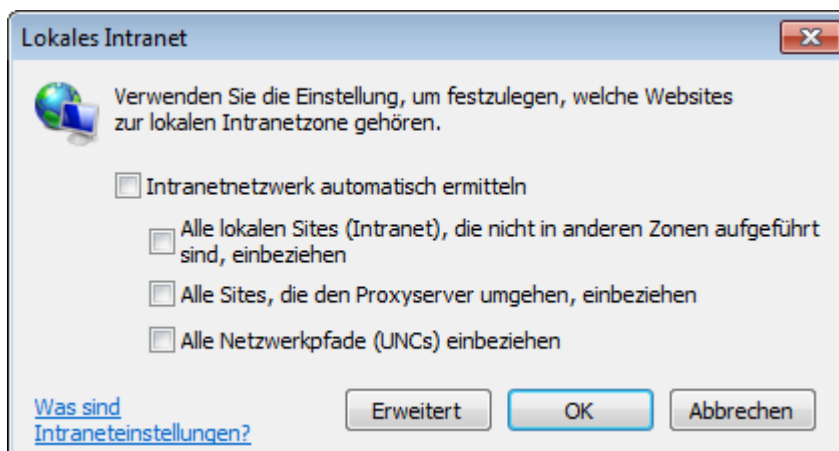 Lokales Intranet
Verwenden Sie die Einstellung, um festzulegen, welche Websites
zur lokalen Intranetzone gehören.
Intranetnetzwerk automatisch ermitteln
Alle lokalen Sites (Intranet), die nicht in anderen Zonen aufgeführt
sind, einbeziehen
Alle Sites, die den Proxyserver umgehen, einbeziehen
Alle Netzwerkpfade (UNCs) einbeziehen
Was sind
Intraneteinstellungen?
Erweitert
OK
Abbrechen